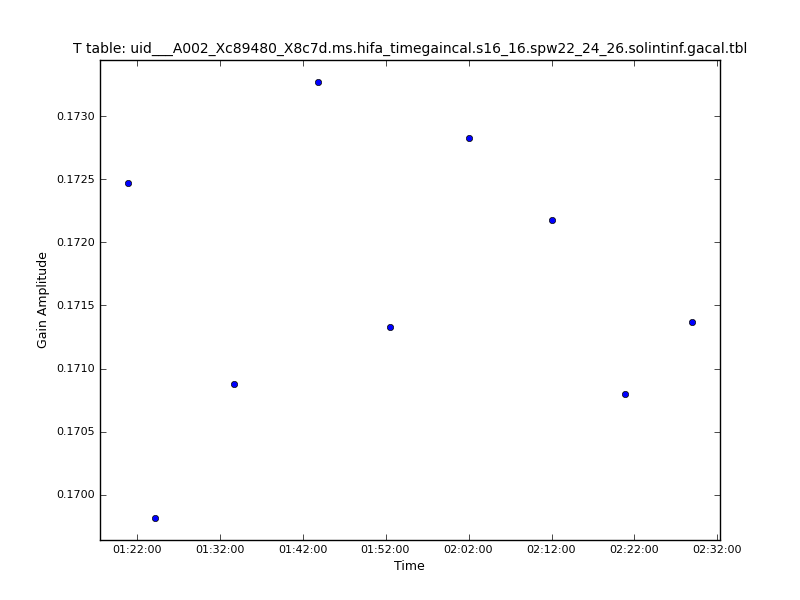 T table: uid___A002_Xc89480_X8c7d.ms.hifa_timegaincal.s16_16.spw22_24_26.solintinf.gacal.tbl
0.1730
0.1725
0.1720
0.1715
0.1710
0.1705
0.1700
Gain Amplitude
01:22:00 01:32:00 01:42:00 01:52:00 02:02:00 02:12:00 02:22:00 02:32:00
Time